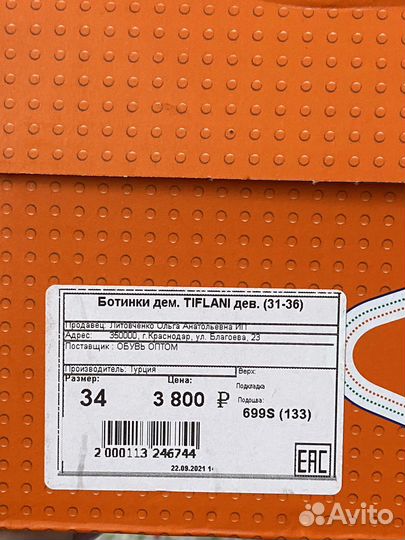 Ботинки дем. TIFLANI дев. (31-36)
Продавец: Литовченко Ольга Анатольевна ИП
Адрес: 350000, г.Краснодар, ул. Благоева, 23
Поставщик : ОБУВЬ ОПТОМ
Производитель: Турция Верх:
Размер: Цена: Подкладка
34 3 800 ₽ Подошва:
699S (133)
2 000113 246744
22.09.2021 1
EAC
Avito